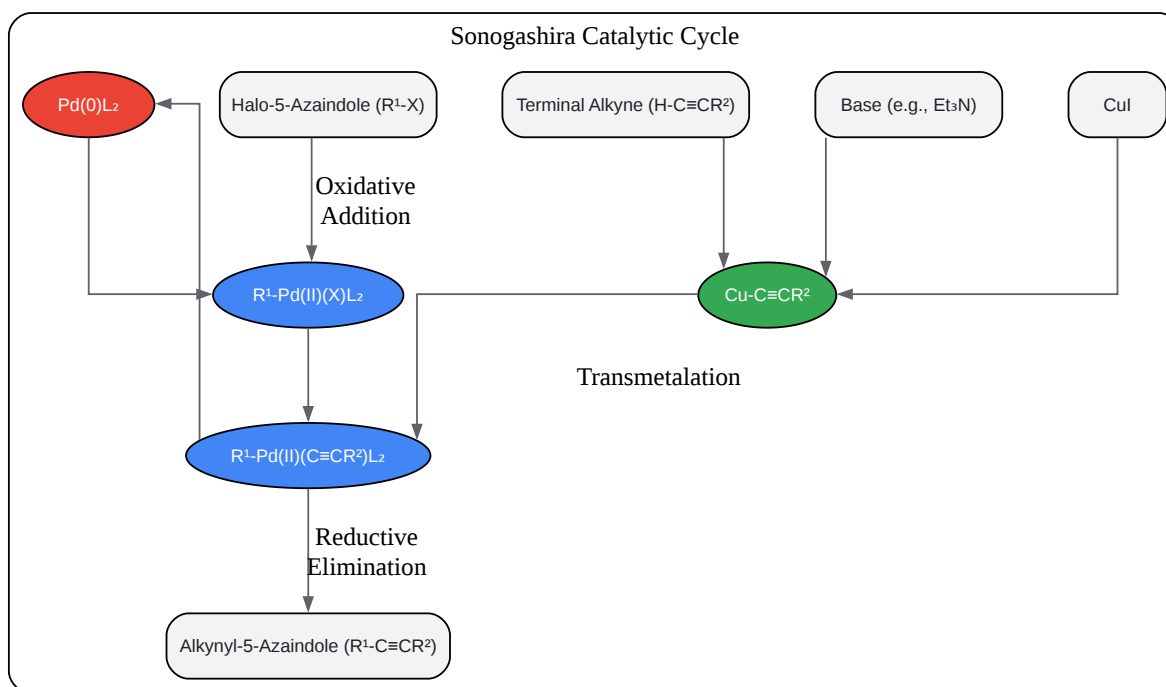 Sonogashira Catalytic Cycle
Pd(0)L₂
Halo-5-Azaindole (R¹-X)
Terminal Alkyne (H-C≡CR²)
Base (e.g., Et₃N)
CuI
Oxidative
Addition
R¹-Pd(II)(X)L₂
Cu-C≡CR²
Transmetalation
R¹-Pd(II)(C≡CR²)L₂
Reductive
Elimination
Alkynyl-5-Azaindole (R¹-C≡CR²)